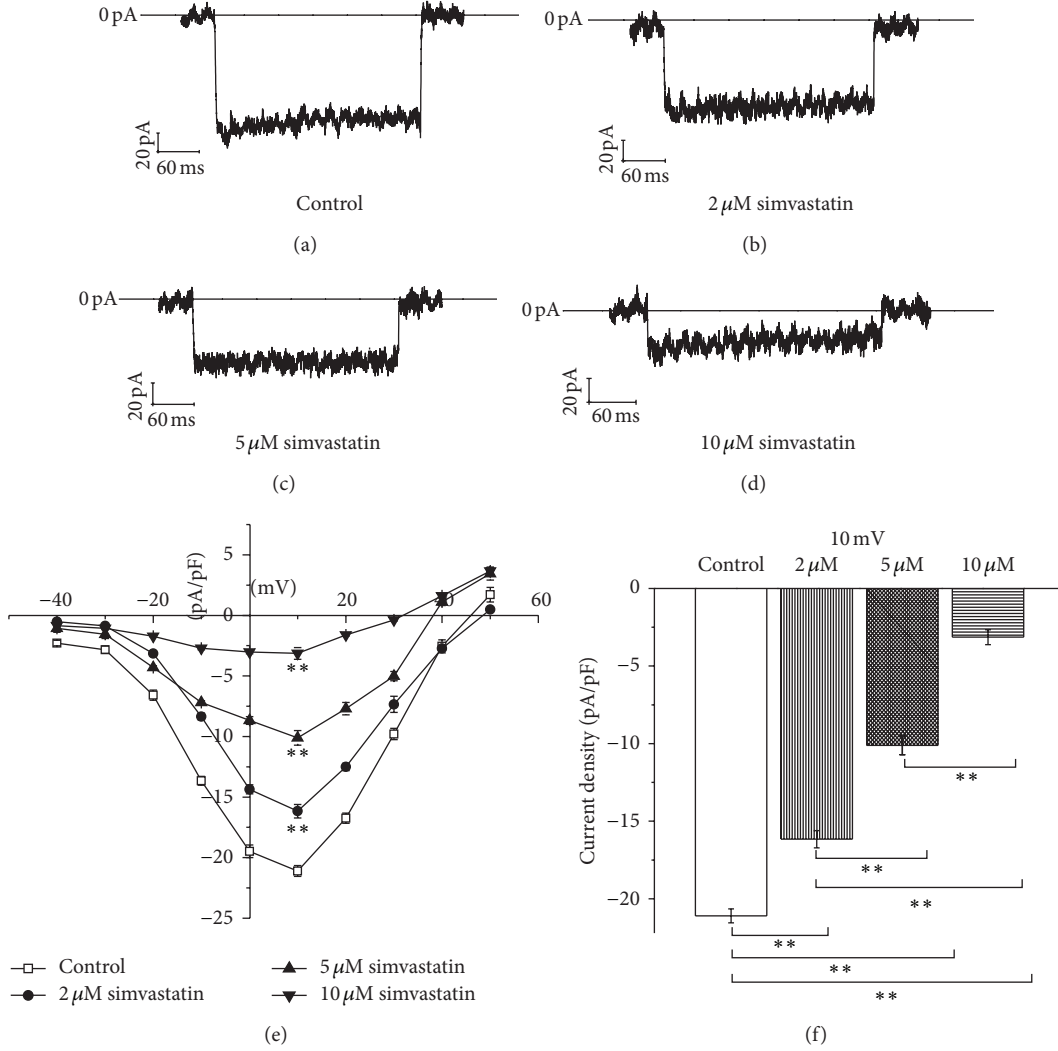 0 pA
20 pA
60 ms
Control
(a)
0 pA
20 pA
60 ms
2 μM simvastatin
(b)
0 pA
20 pA
60 ms
5 μM simvastatin
(c)
0 pA
20 pA
60 ms
10 μM simvastatin
(d)
5
(pA/pF)
(mV)
−40
−20
0
20
40
60
−5
−10
−15
−20
−25
**
**
**
Control
2 μM simvastatin
5 μM simvastatin
10 μM simvastatin
(e)
10 mV
Control
2 μM
5 μM
10 μM
Current density (pA/pF)
0
−5
−10
−15
−20
**
**
**
**
**
**
(f)